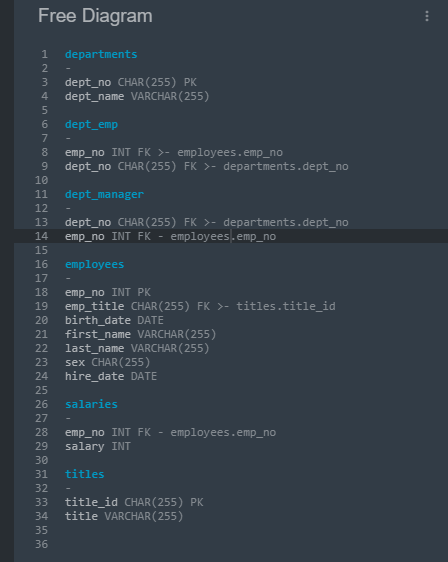 Free Diagram
1 departments
2 -
3 dept_no CHAR(255) PK
4 dept_name VARCHAR(255)
5
6 dept_emp
7 -
8 emp_no INT FK >- employees.emp_no
9 dept_no CHAR(255) FK >- departments.dept_no
10
11 dept_manager
12 -
13 dept_no CHAR(255) FK >- departments.dept_no
14 emp_no INT FK - employees.emp_no
15
16 employees
17 -
18 emp_no INT PK
19 emp_title CHAR(255) FK >- titles.title_id
20 birth_date DATE
21 first_name VARCHAR(255)
22 last_name VARCHAR(255)
23 sex CHAR(255)
24 hire_date DATE
25
26 salaries
27 -
28 emp_no INT FK - employees.emp_no
29 salary INT
30
31 titles
32 -
33 title_id CHAR(255) PK
34 title VARCHAR(255)
35
36